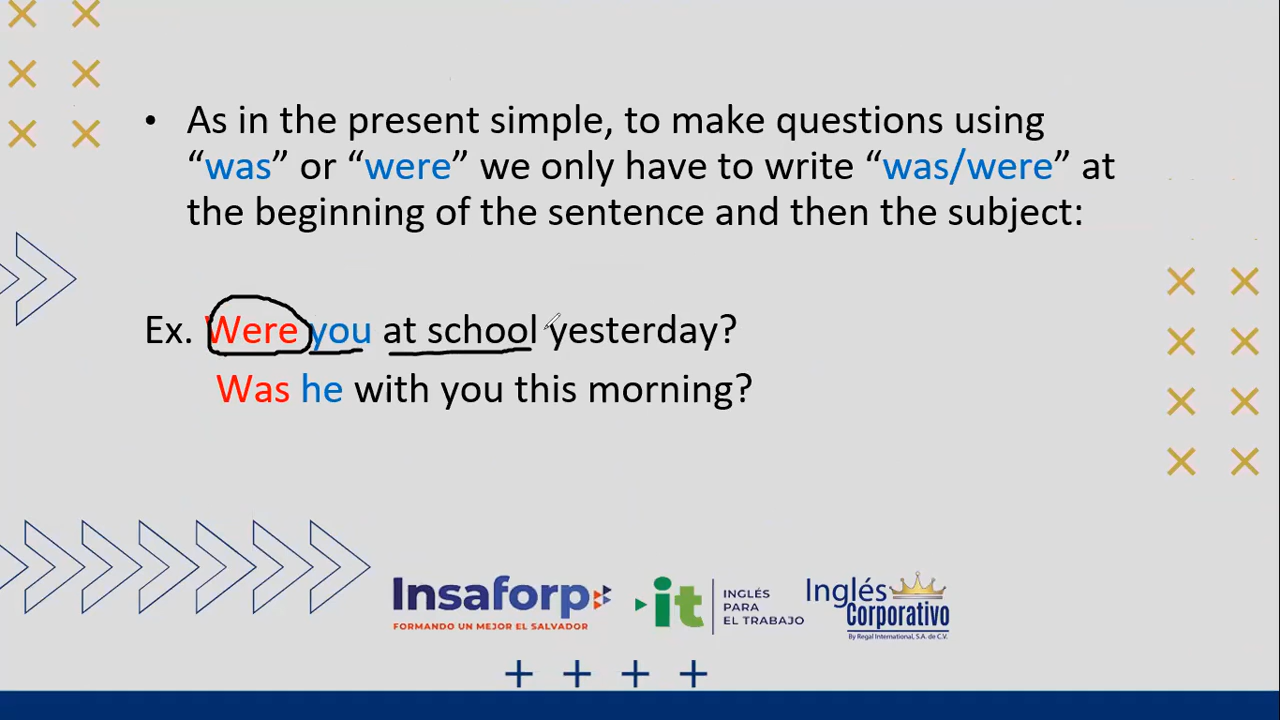 • As in the present simple, to make questions using
“was” or “were” we only have to write “was/were” at
the beginning of the sentence and then the subject:
Ex. Were you at school yesterday?
Was he with you this morning?
Insaforp
FORMANDO UN MEJOR EL SALVADOR
it
INGLÉS
PARA
EL TRABAJO
Inglés
Corporativo
By Regal International, S.A. de C.V.